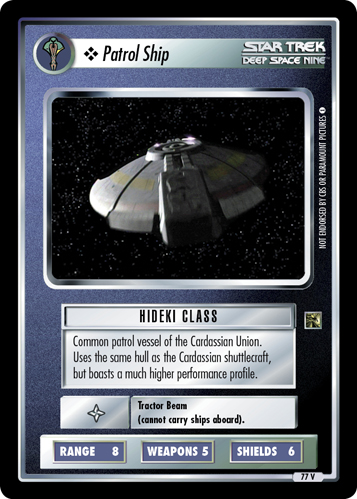 ❖ Patrol Ship
STAR TREK
DEEP SPACE NINE
NOT ENDORSED BY CBS OR PARAMOUNT PICTURES
HIDEKI CLASS
Common patrol vessel of the Cardassian Union.
Uses the same hull as the Cardassian shuttlecraft,
but boasts a much higher performance profile.
Tractor Beam
(cannot carry ships aboard).
RANGE 8
WEAPONS 5
SHIELDS 6
77 V